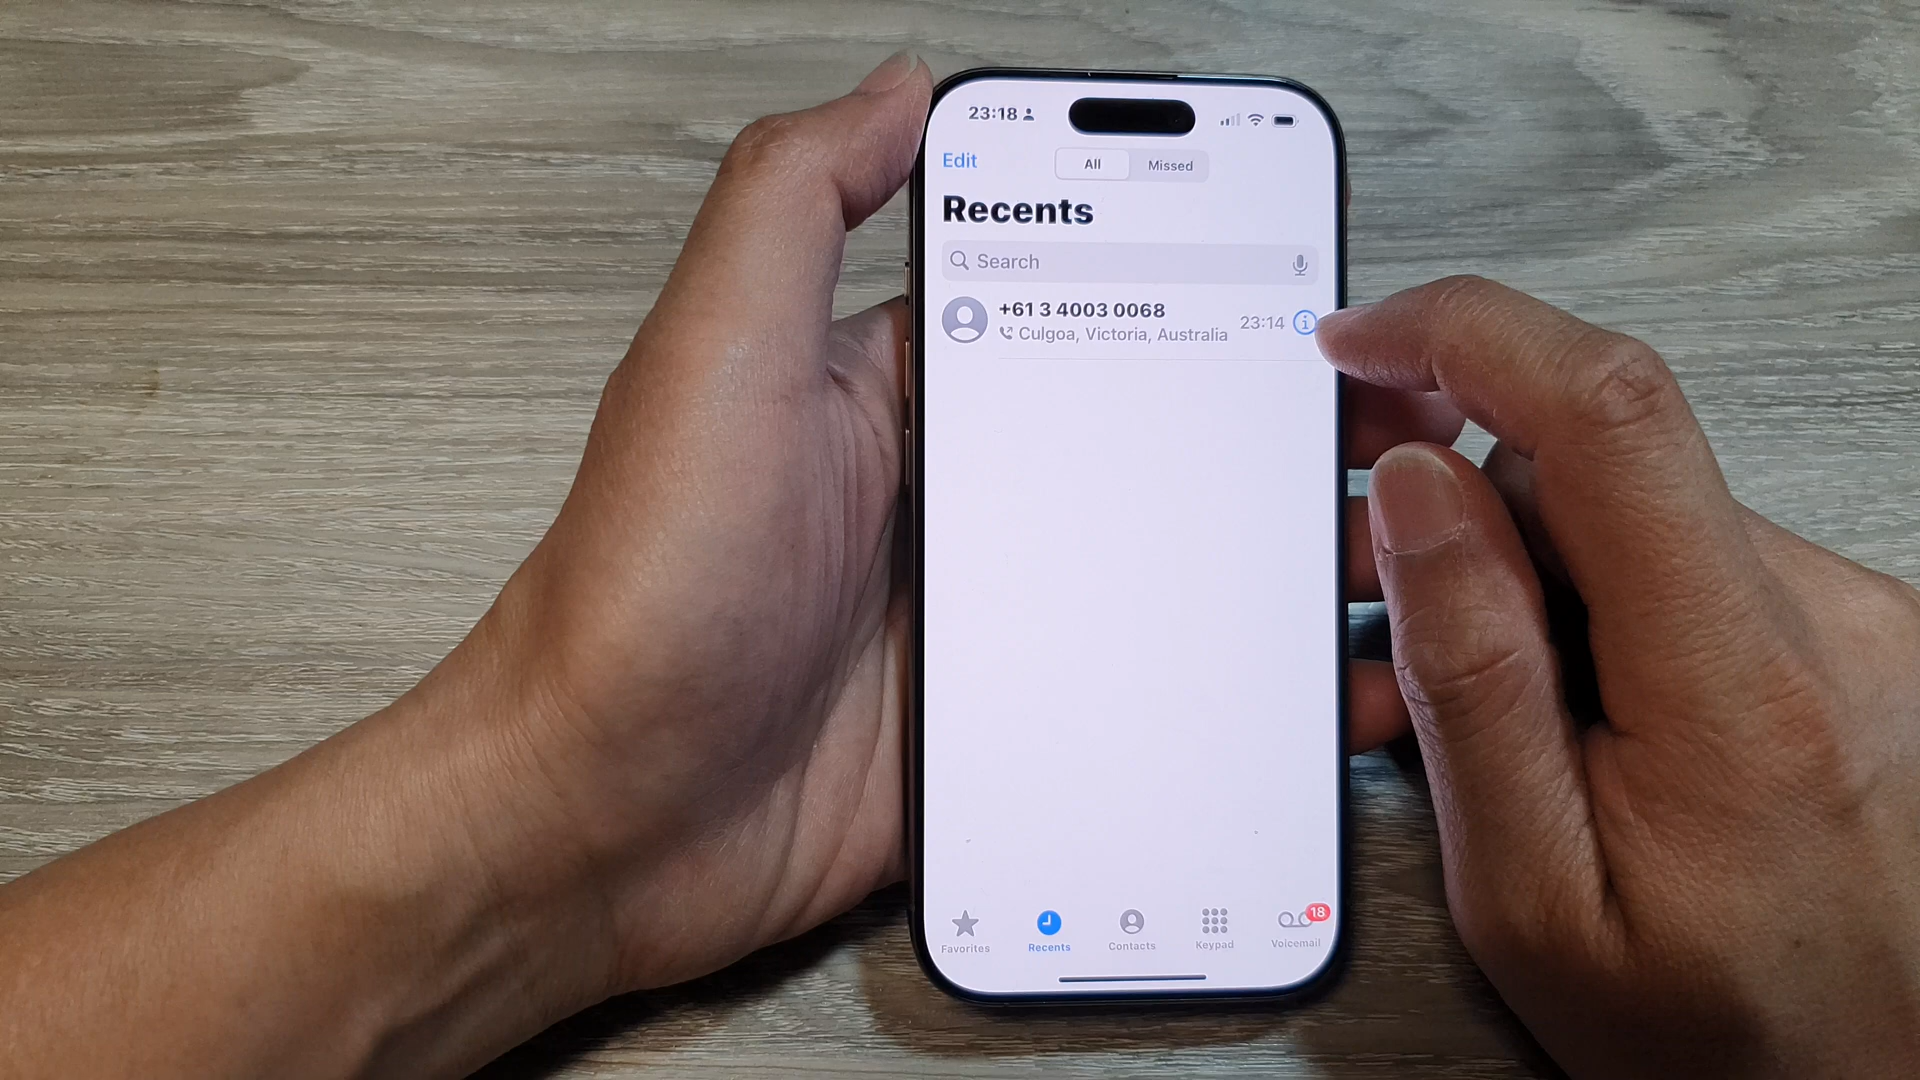 23:18
Edit
All Missed
Recents
Search
+61 3 4003 0068
Culgoa, Victoria, Australia 23:14
18
Favorites Recents Contacts Keypad Voicemail